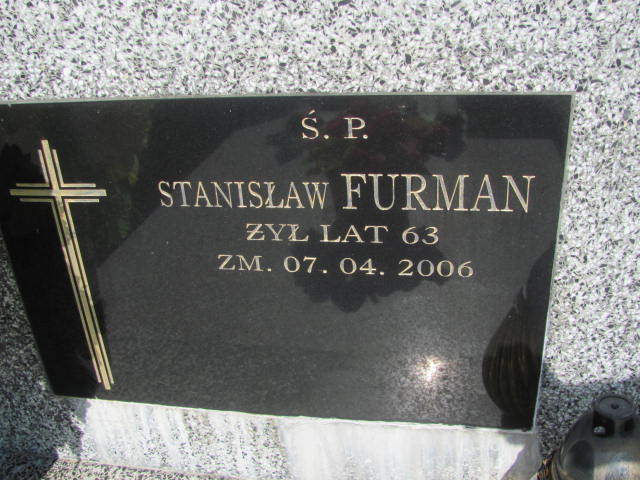 Ś. P.
STANISŁAW FURMAN
ŻYŁ LAT 63
ZM. 07. 04. 2006